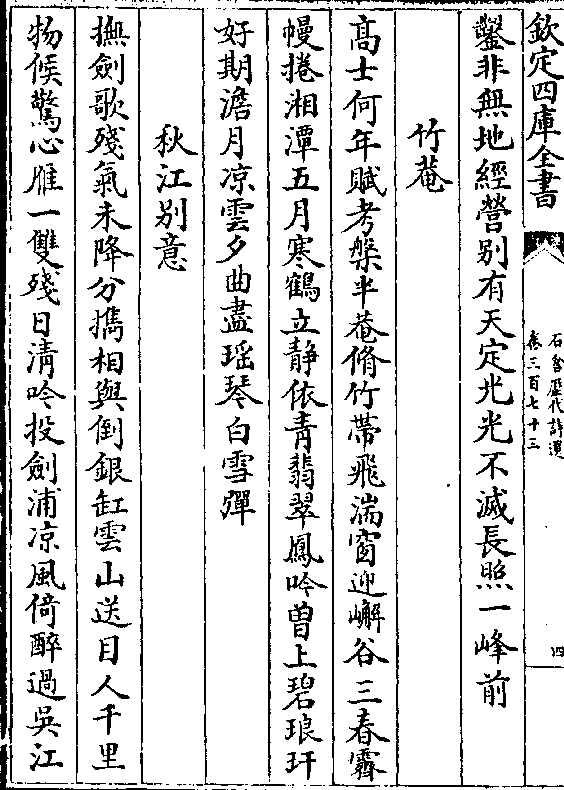 欽定四庫全書
石倉歷代詩選
卷三百七十三
四
鑿非無地經營别有天定光光不滅長照一峰前
竹菴
髙士何年賦考槃半菴脩竹帶飛湍窗迎嶰谷三春霽
幔捲湘潭五月寒鶴立静依青翡翠鳳吟曽上碧琅玕
好期澹月凉雲夕曲盡瑶琴白雪彈
秋江别意
撫劍歌殘氣未降分擕相與倒銀缸雲山送目人千里
物候驚心雁一雙殘日清吟投劍浦凉風倚醉過吳江